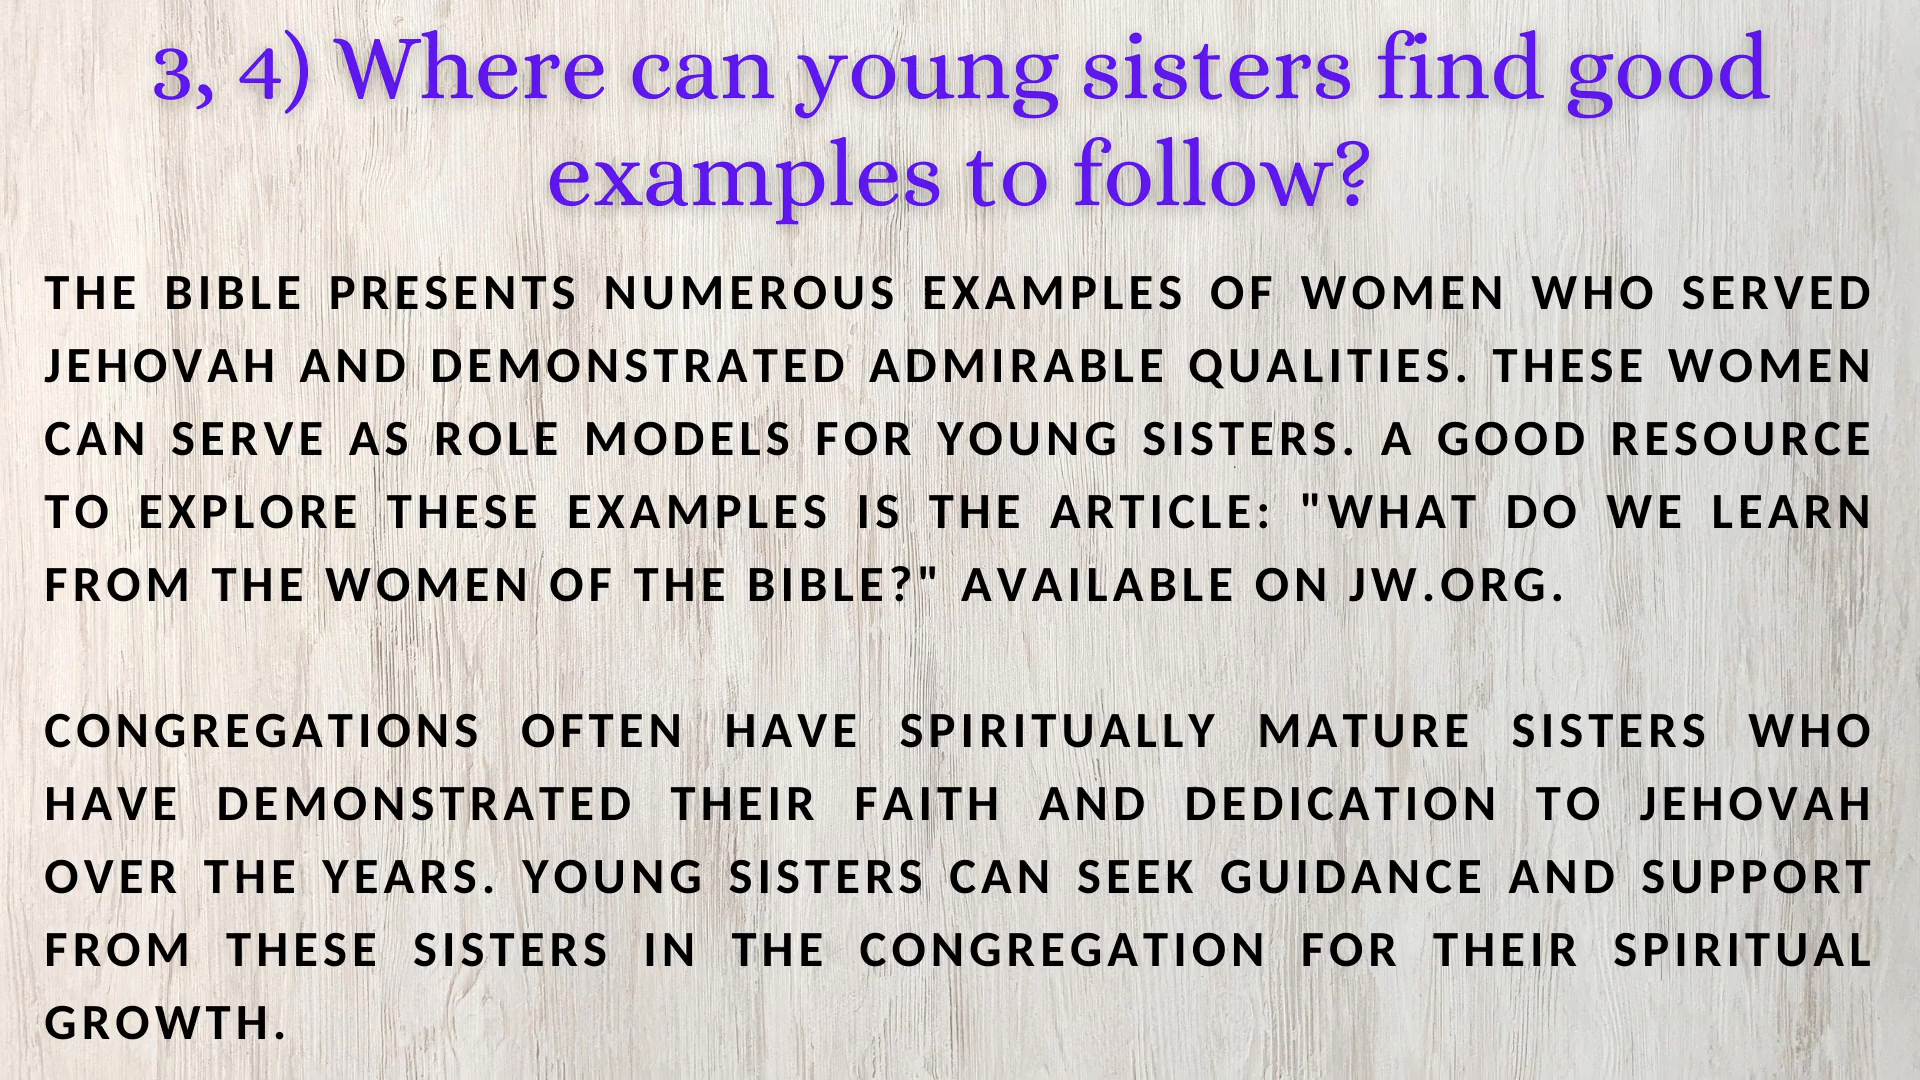 3, 4) Where can young sisters find good
examples to follow?
THE BIBLE PRESENTS NUMEROUS EXAMPLES OF WOMEN WHO SERVED
JEHOVAH AND DEMONSTRATED ADMIRABLE QUALITIES. THESE WOMEN
CAN SERVE AS ROLE MODELS FOR YOUNG SISTERS. A GOOD RESOURCE
TO EXPLORE THESE EXAMPLES IS THE ARTICLE: "WHAT DO WE LEARN
FROM THE WOMEN OF THE BIBLE?" AVAILABLE ON JW.ORG.
CONGREGATIONS OFTEN HAVE SPIRITUALLY MATURE SISTERS WHO
HAVE DEMONSTRATED THEIR FAITH AND DEDICATION TO JEHOVAH
OVER THE YEARS. YOUNG SISTERS CAN SEEK GUIDANCE AND SUPPORT
FROM THESE SISTERS IN THE CONGREGATION FOR THEIR SPIRITUAL
GROWTH.